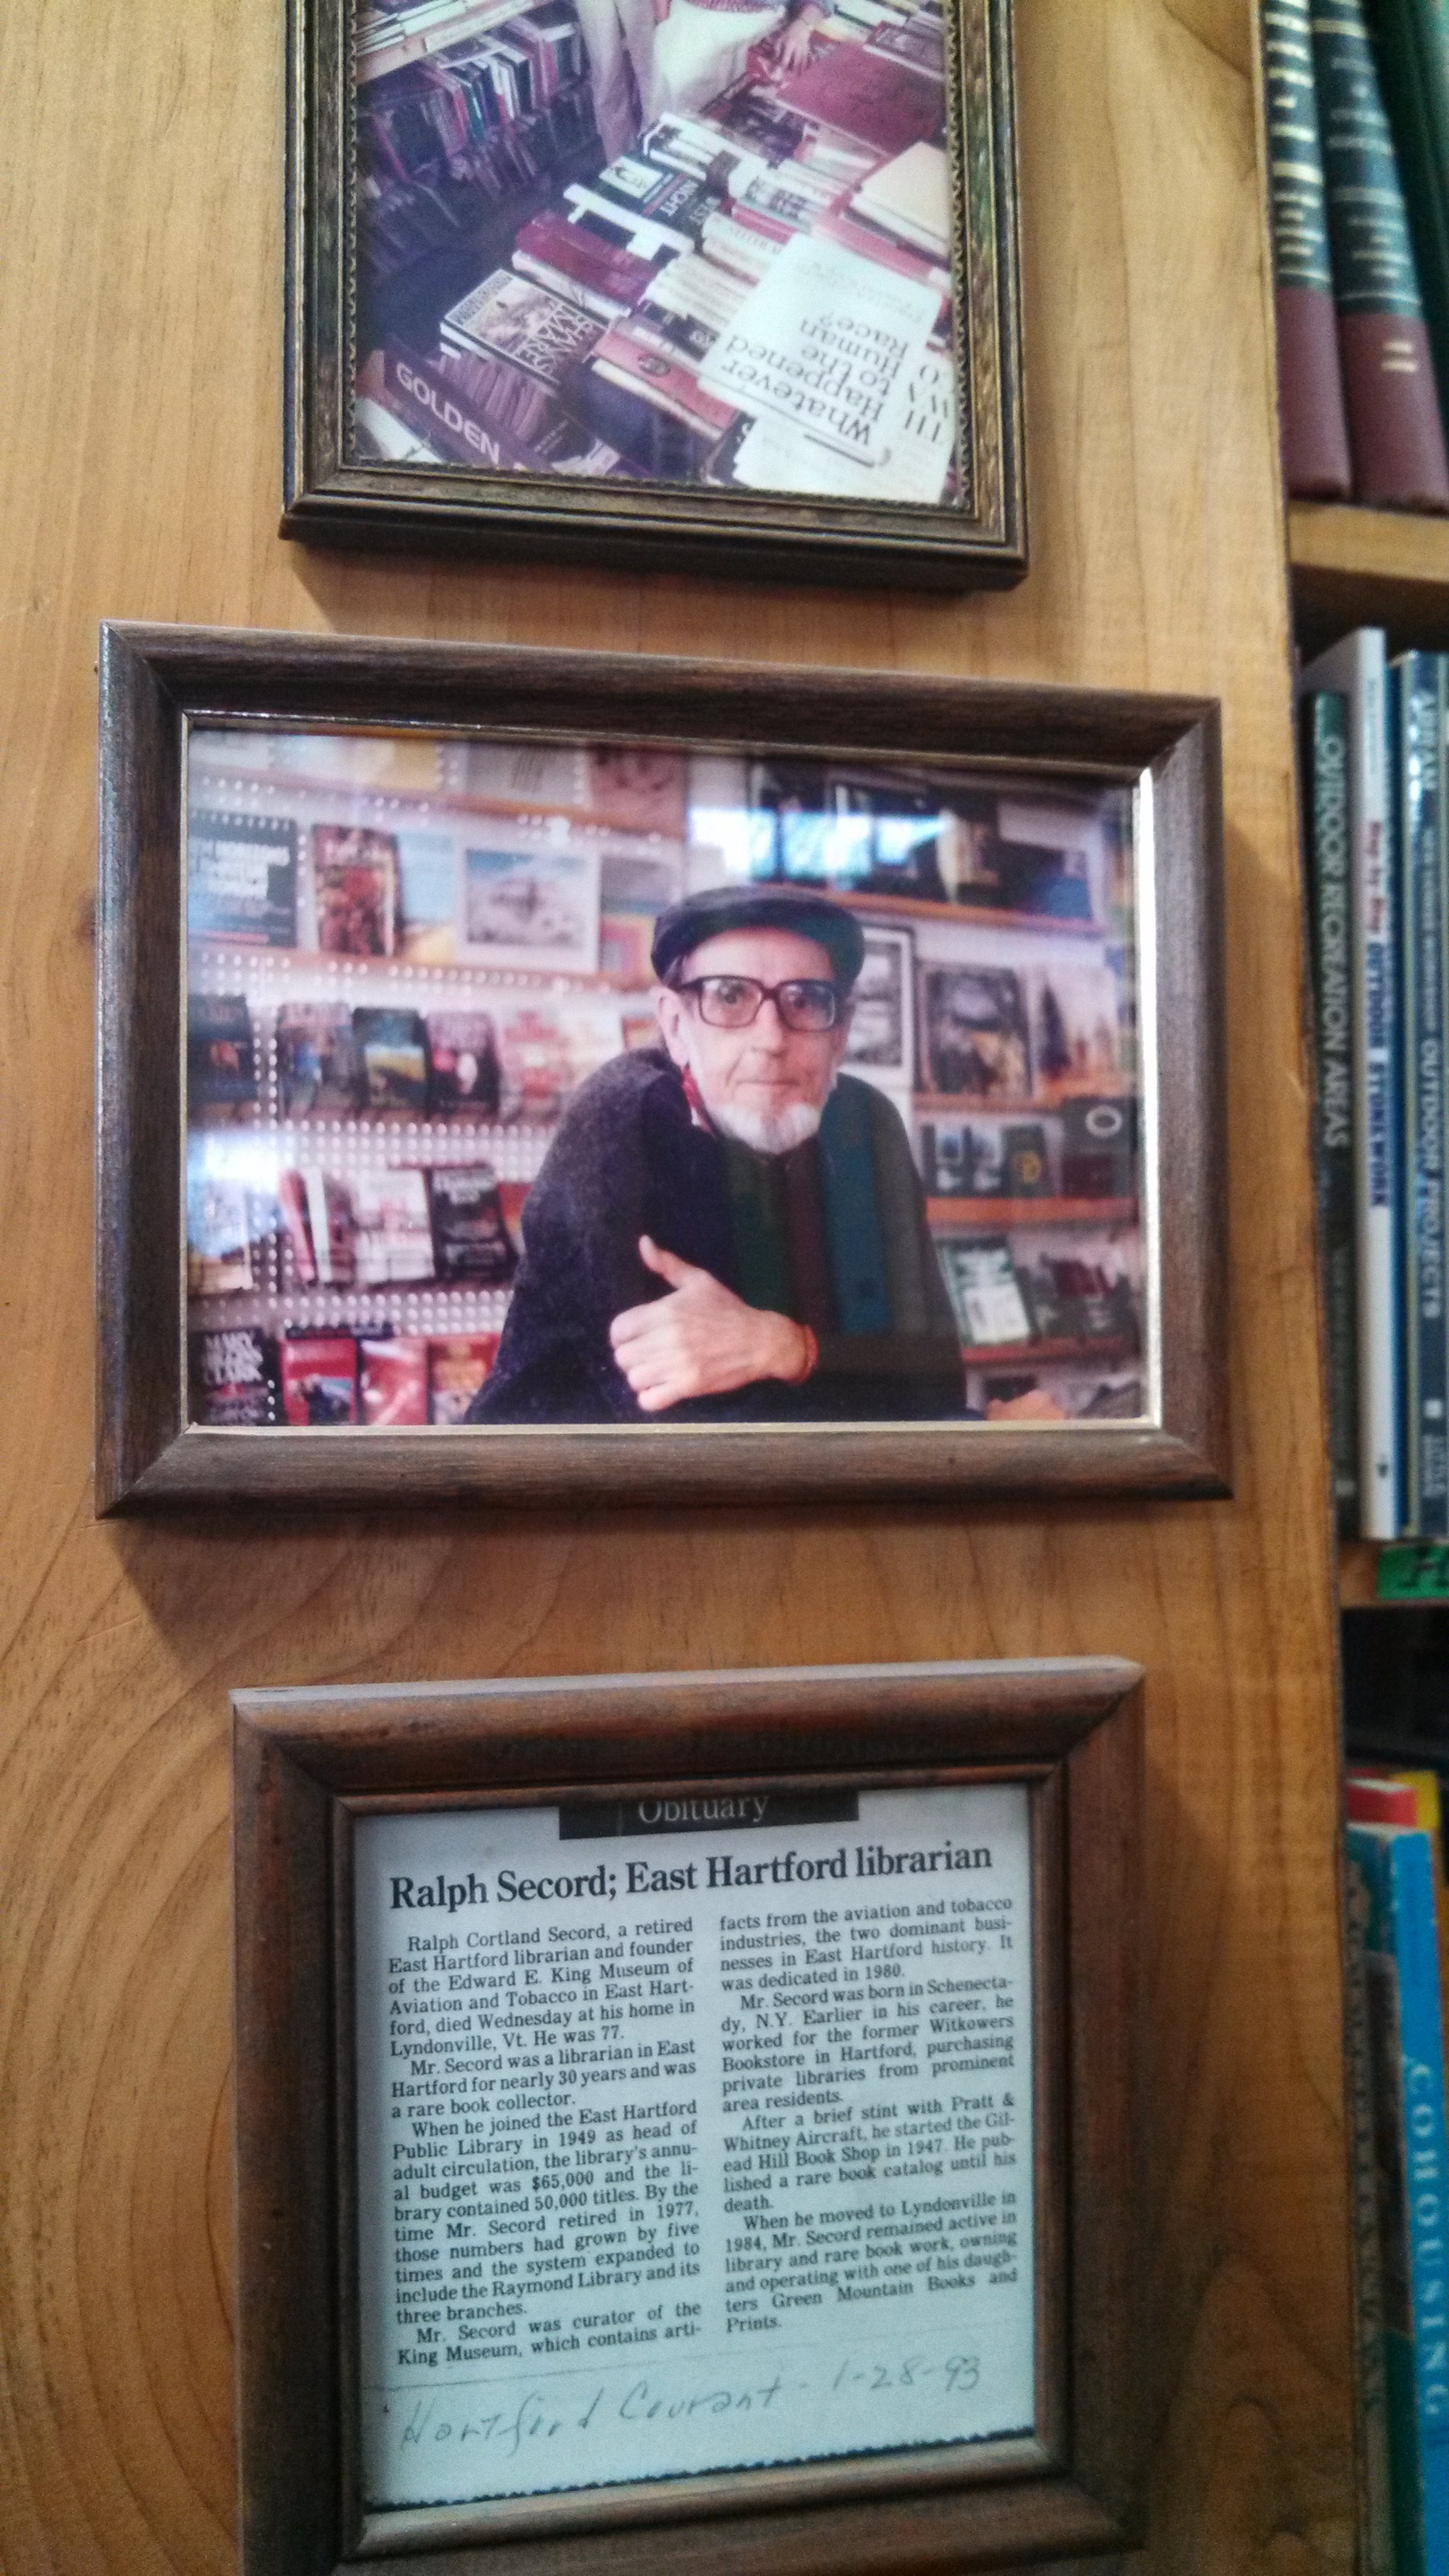 NIGHT
HANSE
MARE
GOLDEN
Whatever
Happened
to the
Human
Race?
11
OUTDOOR RECREATION AREAS
OUTDOOR STONEWORK
OUTDOOR PROJECTS
MARY
CLARK
Obituary
Ralph Secord; East Hartford librarian
Ralph Cortland Secord, a retired
East Hartford librarian and founder
of the Edward E. King Museum of
Aviation and Tobacco in East Hart-
ford, died Wednesday at his home in
Lyndonville, Vt. He was 77.
Mr. Secord was a librarian in East
Hartford for nearly 30 years and was
a rare book collector.
When he joined the East Hartford
Public Library in 1949 as head of
adult circulation, the library's annu-
al budget was $65,000 and the li-
brary contained 50,000 titles. By the
time Mr. Secord retired in 1977,
those numbers had grown by five
times and the system expanded to
include the Raymond Library and its
three branches.
Mr. Secord was curator of the
King Museum, which contains arti-
facts from the aviation and tobacco
industries, the two dominant busi-
nesses in East Hartford history. It
was dedicated in 1980.
Mr. Secord was born in Schenecta-
dy, N.Y. Earlier in his career, he
worked for the former Witkowers
Bookstore in Hartford, purchasing
private libraries from prominent
area residents.
After a brief stint with Pratt &
Whitney Aircraft, he started the Gil-
ead Hill Book Shop in 1947. He pub-
lished a rare book catalog until his
death.
When he moved to Lyndonville in
1984, Mr. Secord remained active in
library and rare book work, owning
and operating with one of his daugh-
ters Green Mountain Books and
Prints.
Hartford Courant - 1-28-93
COHOUSING